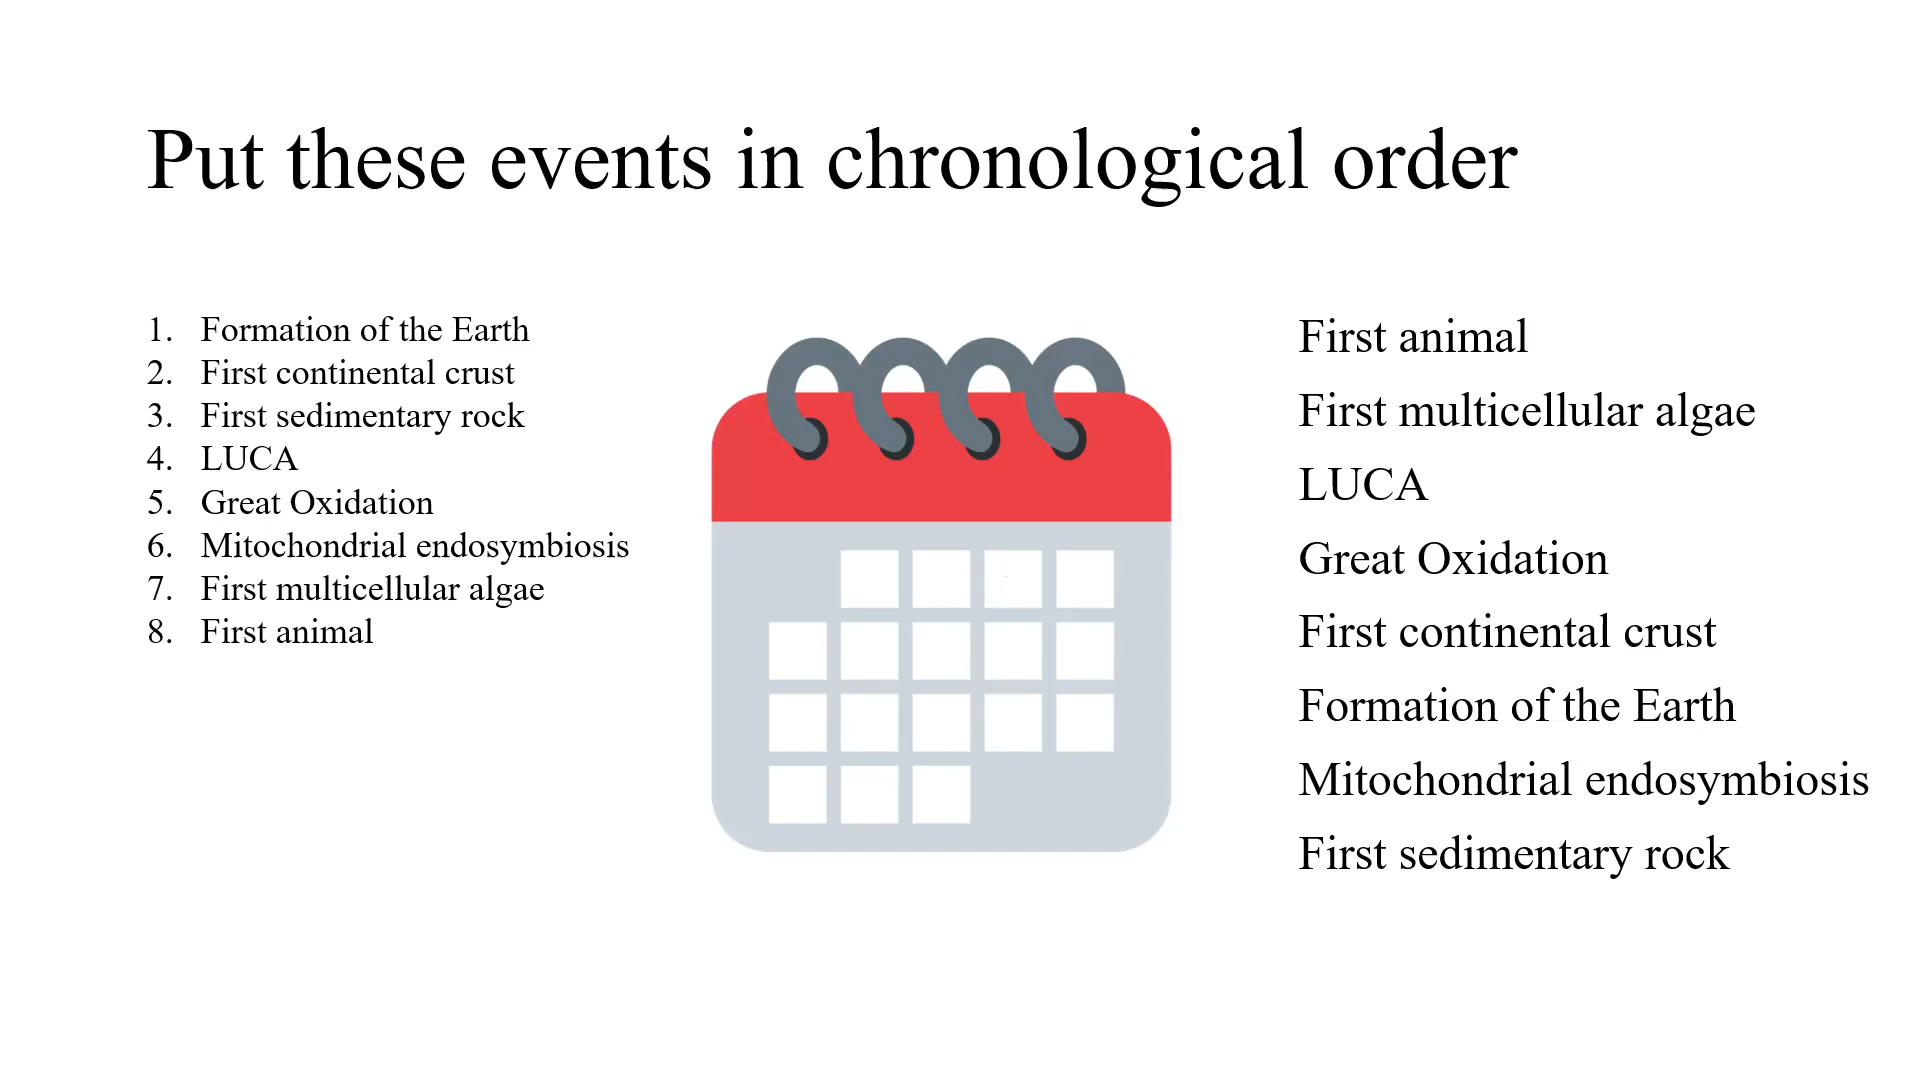 Put these events in chronological order
1. Formation of the Earth
2. First continental crust
3. First sedimentary rock
4. LUCA
5. Great Oxidation
6. Mitochondrial endosymbiosis
7. First multicellular algae
8. First animal
First animal
First multicellular algae
LUCA
Great Oxidation
First continental crust
Formation of the Earth
Mitochondrial endosymbiosis
First sedimentary rock